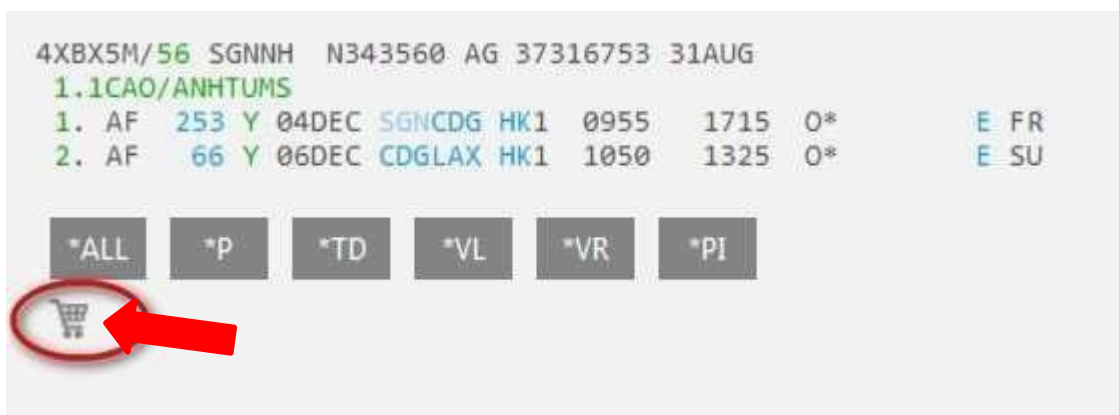 4XBX5M/56 SGNNH N343560 AG 37316753 31AUG
1.1CAO/ANHTUMS
1. AF 253 Y 04DEC SGNCDG HK1 0955 1715 O* E FR
2. AF 66 Y 06DEC CDGLAX HK1 1050 1325 O* E SU
*ALL *P *TD *VL *VR *PI